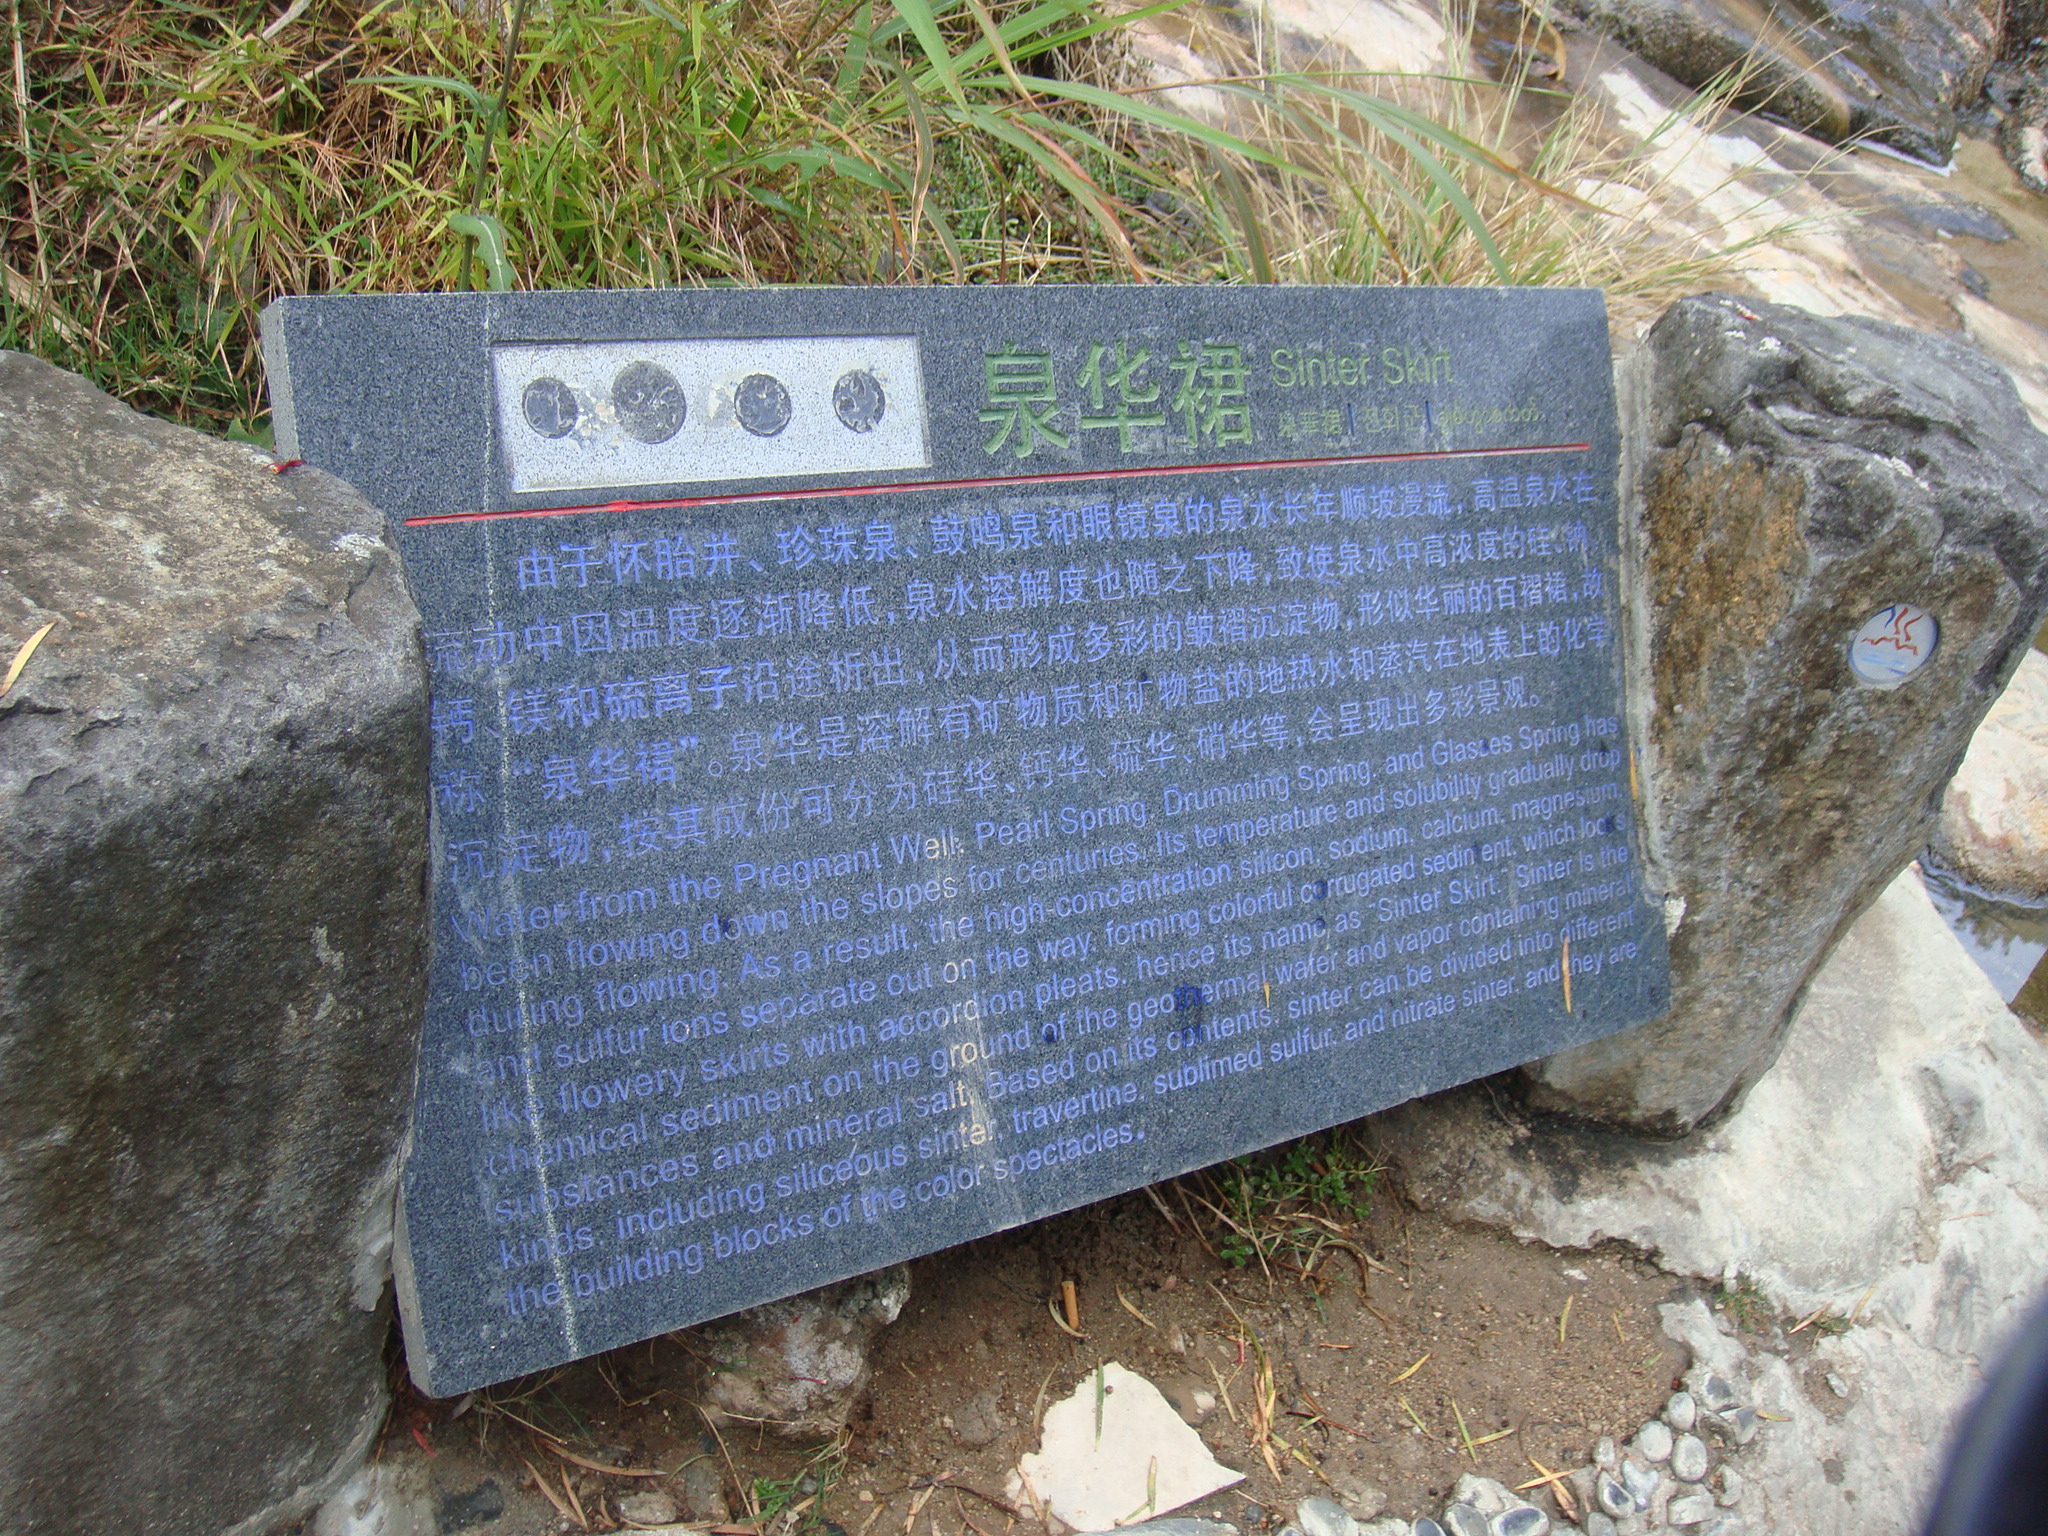 泉华裙 Sinter Skirt
泉華裙 | 천화군 |
由于怀胎井、珍珠泉、鼓鸣泉和眼镜泉的泉水长年顺坡漫流,高温泉水在
流动中因温度逐渐降低,泉水溶解度也随之下降,致使泉水中高浓度的硅、钠、
钙、镁和硫离子沿途析出,从而形成多彩的皱褶沉淀物,形似华丽的百褶裙,故
称“泉华裙”。泉华是溶解有矿物质和矿物盐的地热水和蒸汽在地表上的化学
沉淀物,按其成份可分为硅华、钙华、硫华、硝华等,会呈现出多彩景观。
Water from the Pregnant Well, Pearl Spring, Drumming Spring, and Glasses Spring has
been flowing down the slopes for centuries. Its temperature and solubility gradually drop
during flowing. As a result, the high-concentration silicon, sodium, calcium, magnesium,
and sulfur ions separate out on the way, forming colorful corrugated sediment, which looks
like flowery skirts with accordion pleats, hence its name as "Sinter Skirt." Sinter is the
chemical sediment on the ground of the geothermal water and vapor containing mineral
substances and mineral salt. Based on its contents, sinter can be divided into different
kinds, including siliceous sinter, travertine, sublimed sulfur, and nitrate sinter, and they are
the building blocks of the color spectacles.